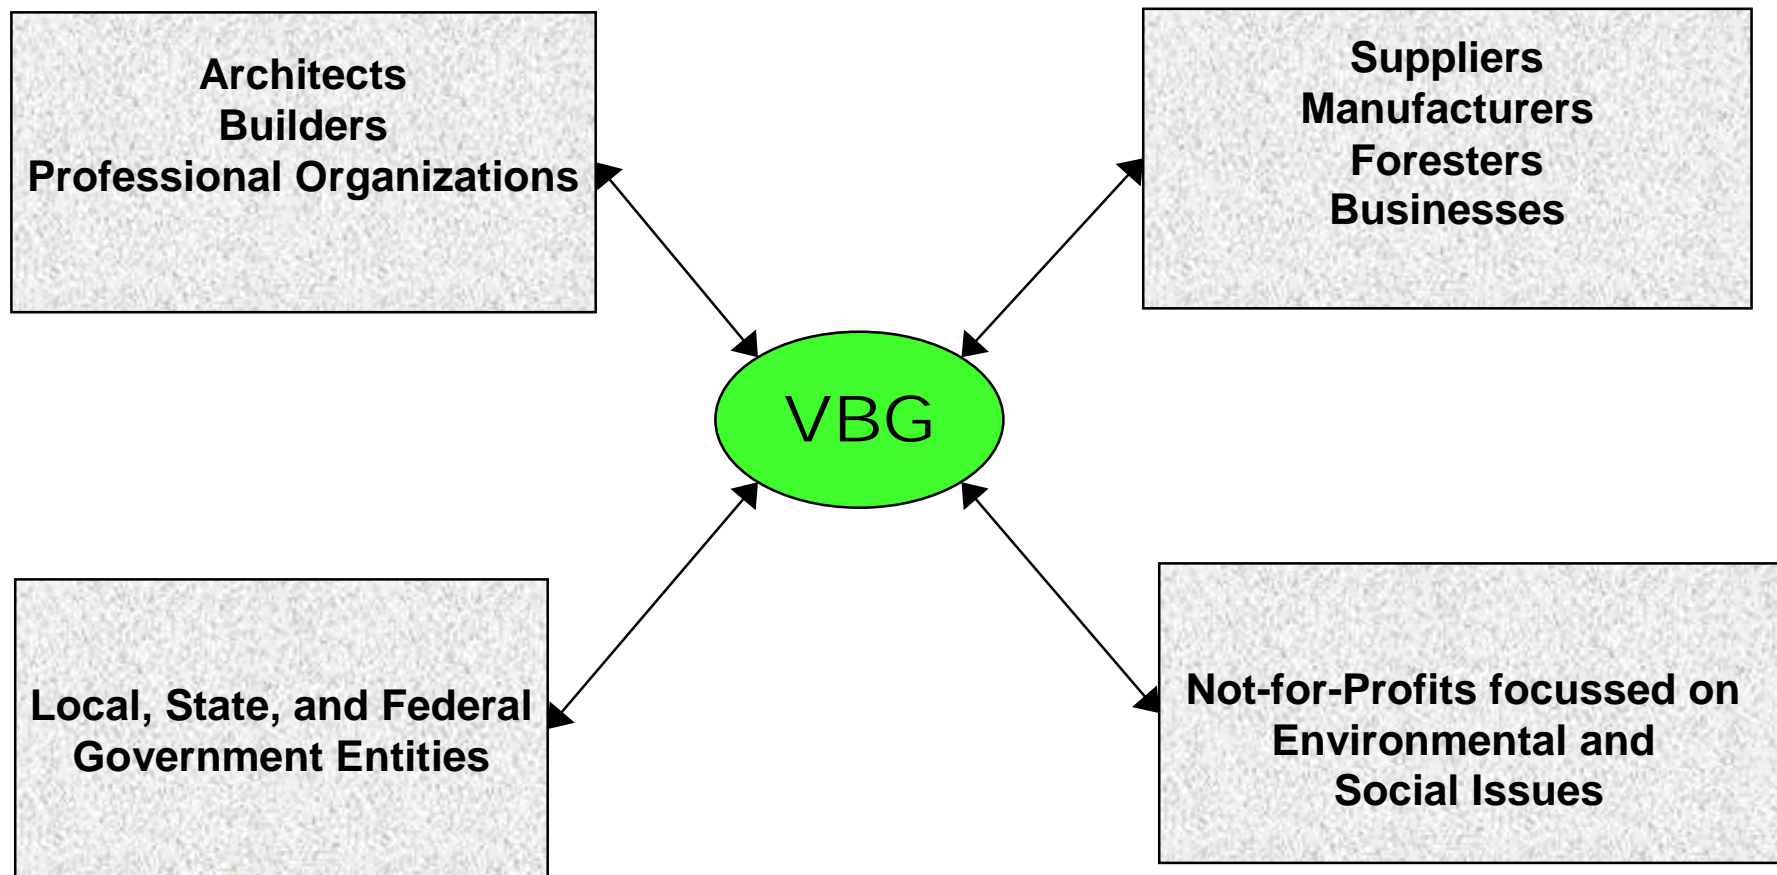 Architects
Builders
Professional Organizations
Suppliers
Manufacturers
Foresters
Businesses
VBG
Local, State, and Federal
Government Entities
Not-for-Profits focussed on
Environmental and
Social Issues